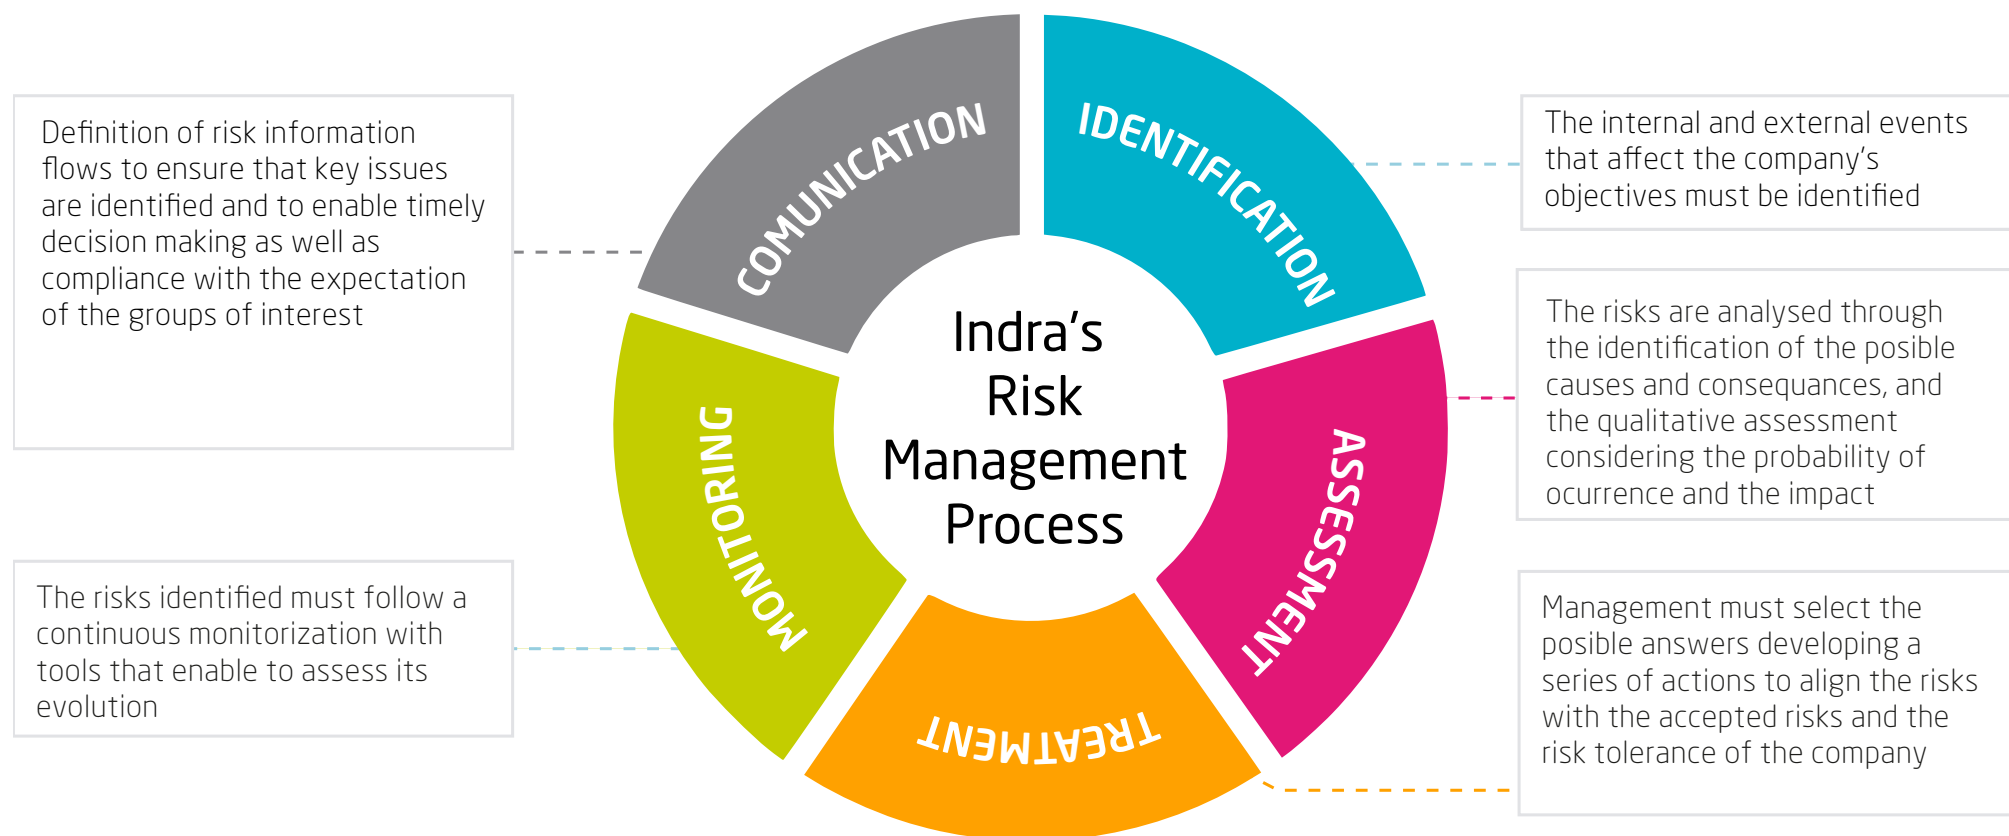 Definition of risk information
flows to ensure that key issues
are identified and to enable timely
decision making as well as
compliance with the expectation
of the groups of interest
The risks identified must follow a
continuous monitorization with
tools that enable to assess its
evolution
COMUNICATION
IDENTIFICATION
ASSESSMENT
TREATMENT
MONITORING
Indra's
Risk
Management
Process
The internal and external events
that affect the company's
objectives must be identified
The risks are analysed through
the identification of the posible
causes and consequances, and
the qualitative assessment
considering the probability of
ocurrence and the impact
Management must select the
posible answers developing a
series of actions to align the risks
with the accepted risks and the
risk tolerance of the company